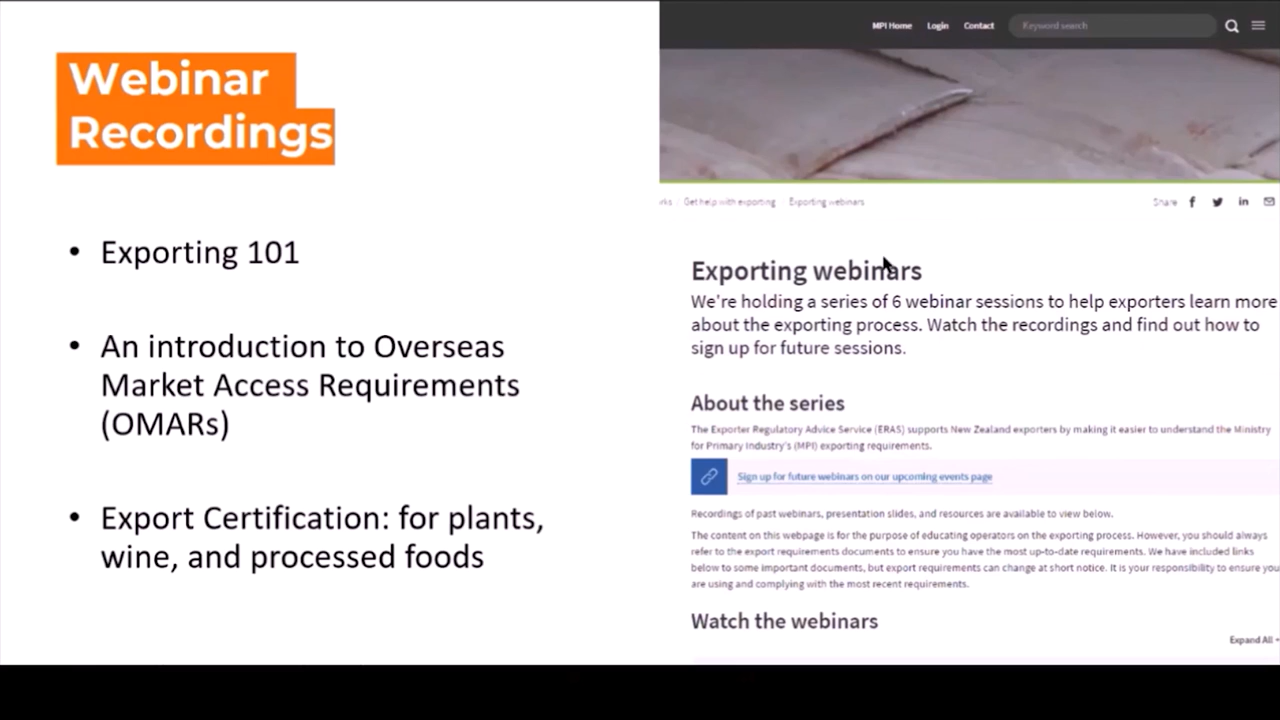 Webinar
Recordings
• Exporting 101
• An introduction to Overseas
Market Access Requirements
(OMARs)
• Export Certification: for plants,
wine, and processed foods
MPI Home Login Contact Keyword search
Get help with exporting Exporting webinars Share
Exporting webinars
We're holding a series of 6 webinar sessions to help exporters learn more
about the exporting process. Watch the recordings and find out how to
sign up for future sessions.
About the series
The Exporter Regulatory Advice Service (ERAS) supports New Zealand exporters by making it easier to understand the Ministry
for Primary Industry's (MPI) exporting requirements.
Sign up for future webinars on our upcoming events page
Recordings of past webinars, presentation slides, and resources are available to view below.
The content on this webpage is for the purpose of educating operators on the exporting process. However, you should always
refer to the export requirements documents to ensure you have the most up-to-date requirements. We have included links
below to some important documents, but export requirements can change at short notice. It is your responsibility to ensure you
are using and complying with the most recent requirements.
Watch the webinars
Expand All